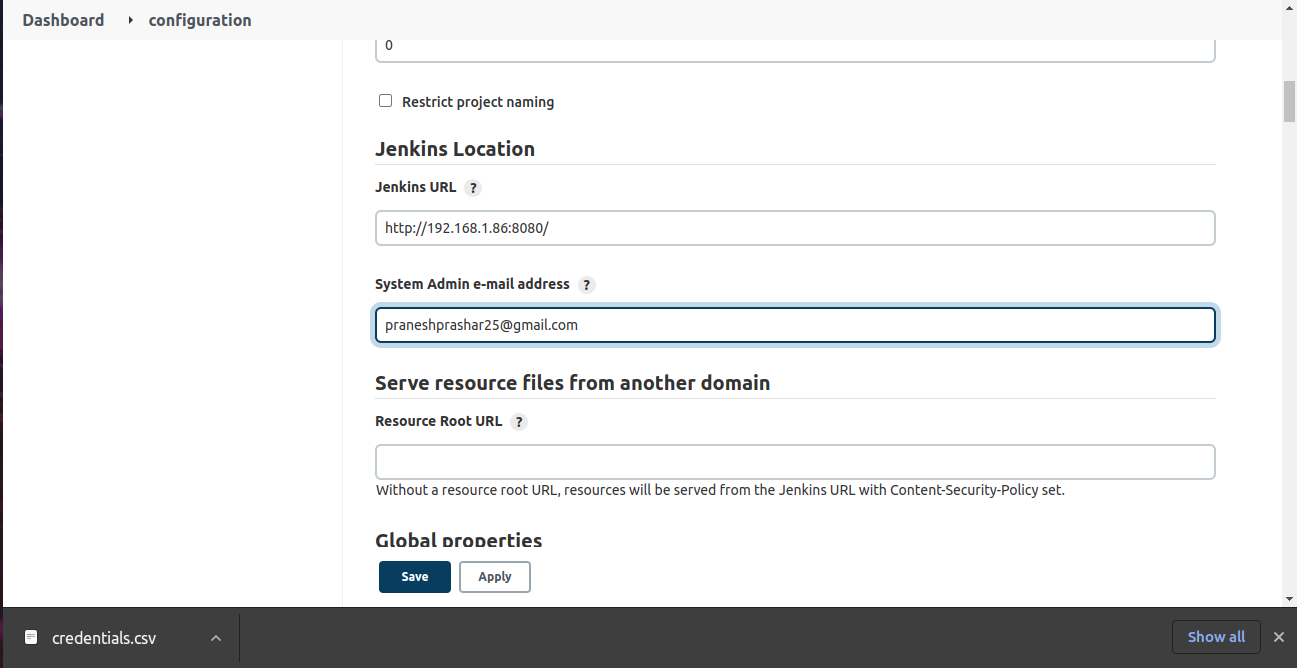 Dashboard configuration
0
Restrict project naming
Jenkins Location
Jenkins URL ?
http://192.168.1.86:8080/
System Admin e-mail address ?
praneshprashar25@gmail.com
Serve resource files from another domain
Resource Root URL ?
Without a resource root URL, resources will be served from the Jenkins URL with Content-Security-Policy set.
Global properties
Save Apply
credentials.csv Show all